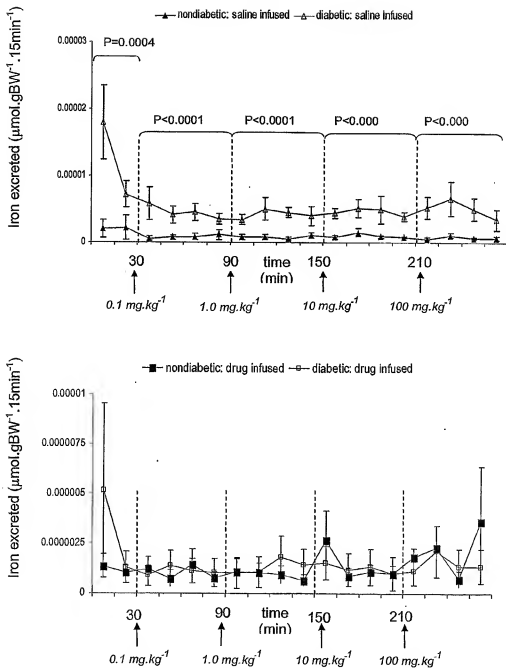 nondiabetic: saline infused diabetic: saline infused
Iron excreted (µmol.gBW⁻¹.15min⁻¹)
0.00003
P=0.0004
0.00002
P<0.0001 P<0.0001 P<0.000 P<0.000
0.00001
0
30 90 time 150 210
(min)
0.1 mg.kg⁻¹ 1.0 mg.kg⁻¹ 10 mg.kg⁻¹ 100 mg.kg⁻¹
nondiabetic: drug infused diabetic: drug infused
Iron excreted (µmol.gBW⁻¹.15min⁻¹)
0.00001
0.0000075
0.000005
0.0000025
0
30 90 time 150 210
(min)
0.1 mg.kg⁻¹ 1.0 mg.kg⁻¹ 10 mg.kg⁻¹ 100 mg.kg⁻¹